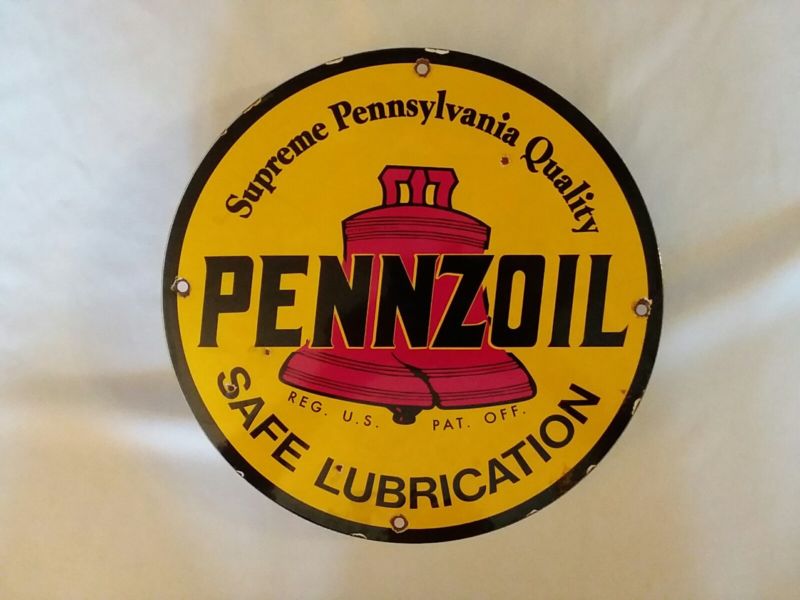 Supreme Pennsylvania Quality
PENNZOIL
REG. U.S. PAT. OFF.
SAFE LUBRICATION